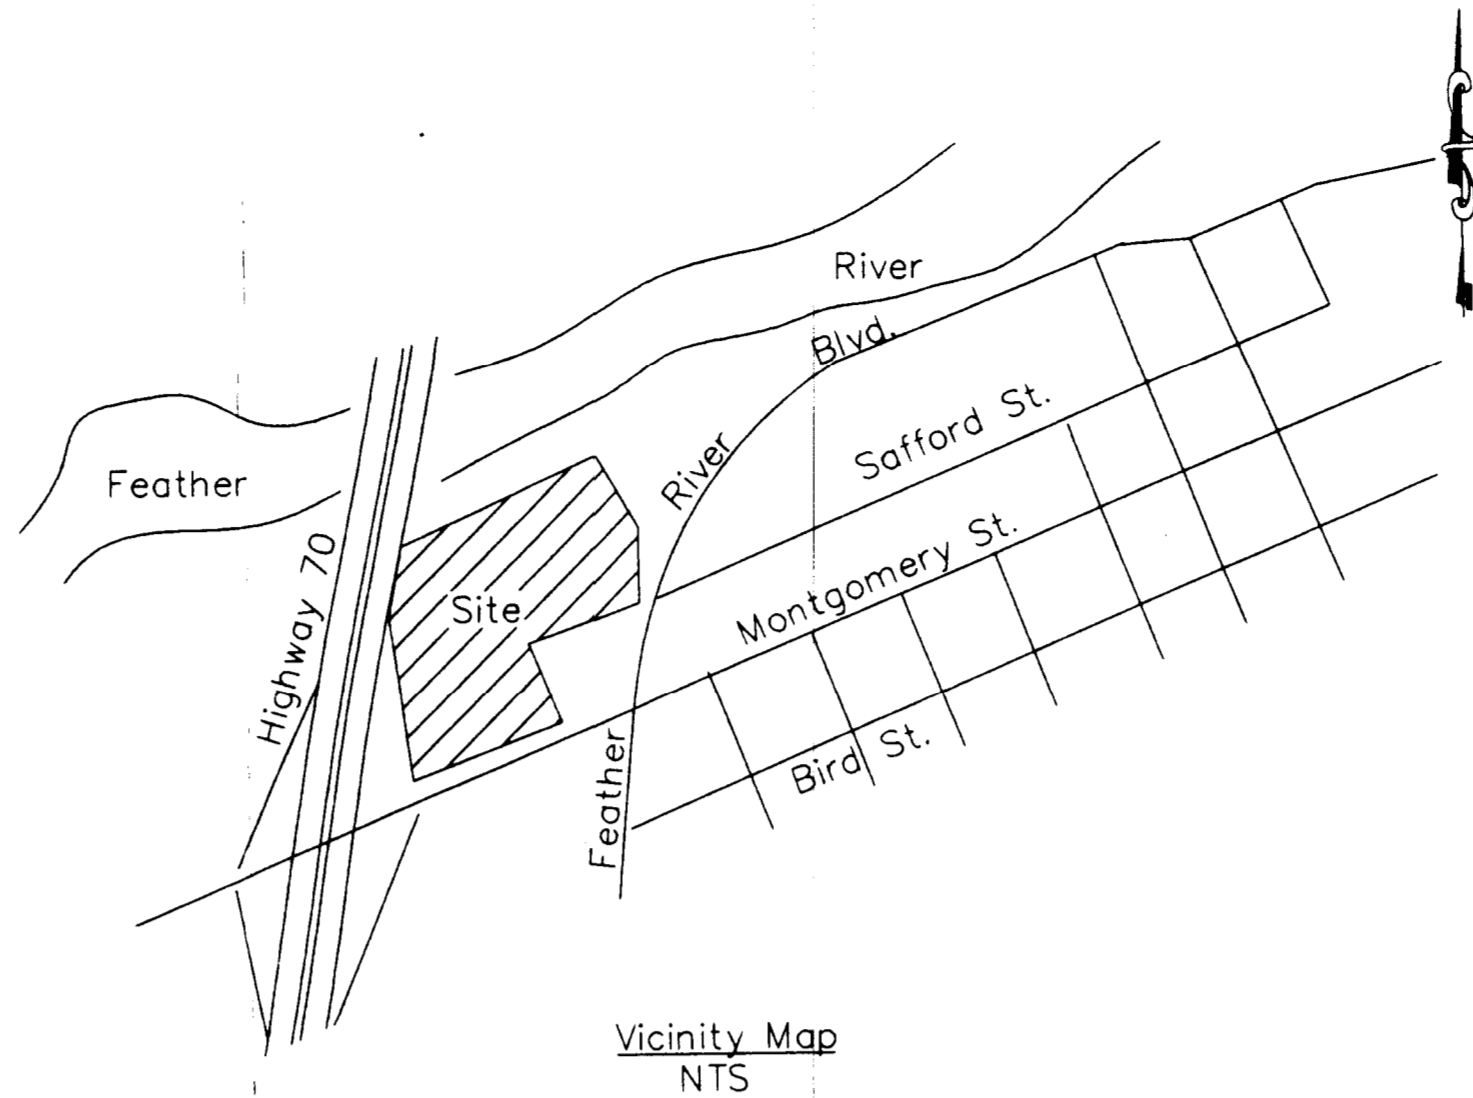 River
Blvd.
Safford St.
River
Feather
Highway 70
Site
Montgomery St.
Feather
Bird St.
Vicinity Map
NTS